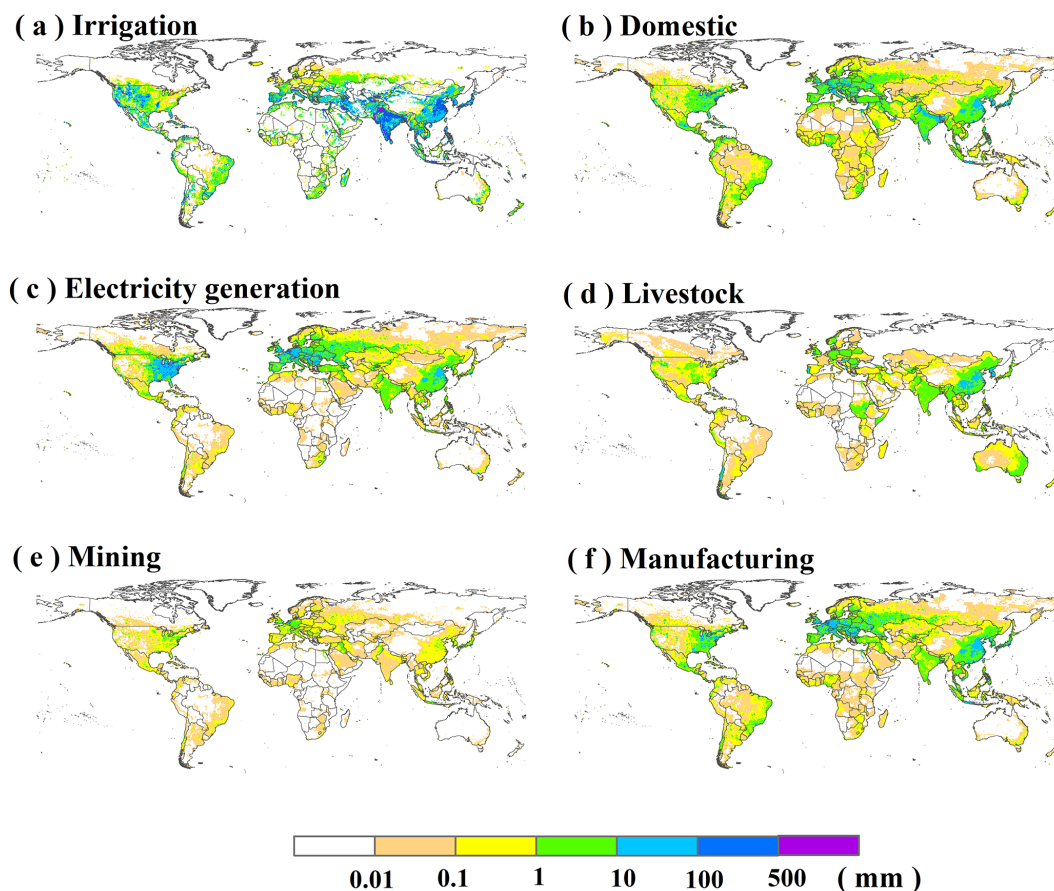 ( a ) Irrigation
( b ) Domestic
( c ) Electricity generation
( d ) Livestock
( e ) Mining
( f ) Manufacturing
0.01 0.1 1 10 100 500 ( mm )